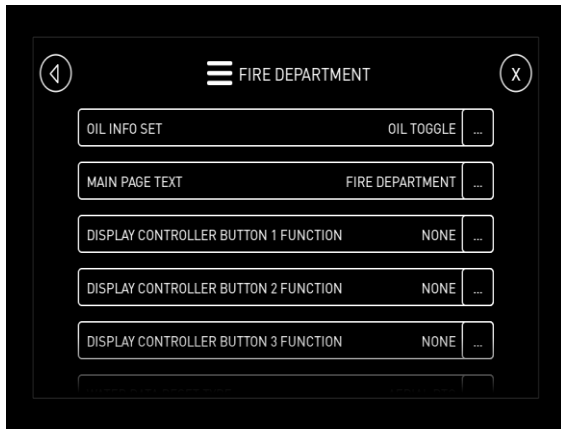 FIRE DEPARTMENT
X
OIL INFO SET OIL TOGGLE ...
MAIN PAGE TEXT FIRE DEPARTMENT ...
DISPLAY CONTROLLER BUTTON 1 FUNCTION NONE ...
DISPLAY CONTROLLER BUTTON 2 FUNCTION NONE ...
DISPLAY CONTROLLER BUTTON 3 FUNCTION NONE ...